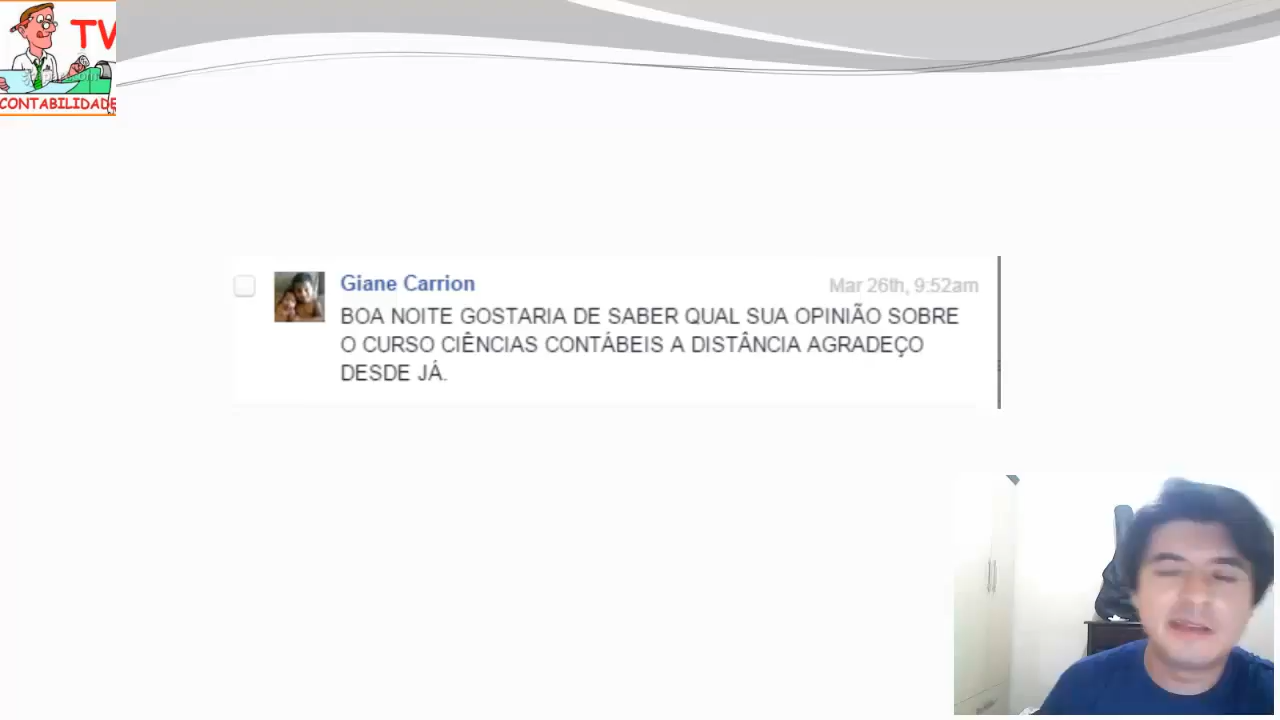 TV
CONTABILIDADE
Giane Carrion
Mar 26th, 9:52am
BOA NOITE GOSTARIA DE SABER QUAL SUA OPINIÃO SOBRE
O CURSO CIÊNCIAS CONTÁBEIS A DISTÂNCIA AGRADEÇO
DESDE JÁ.